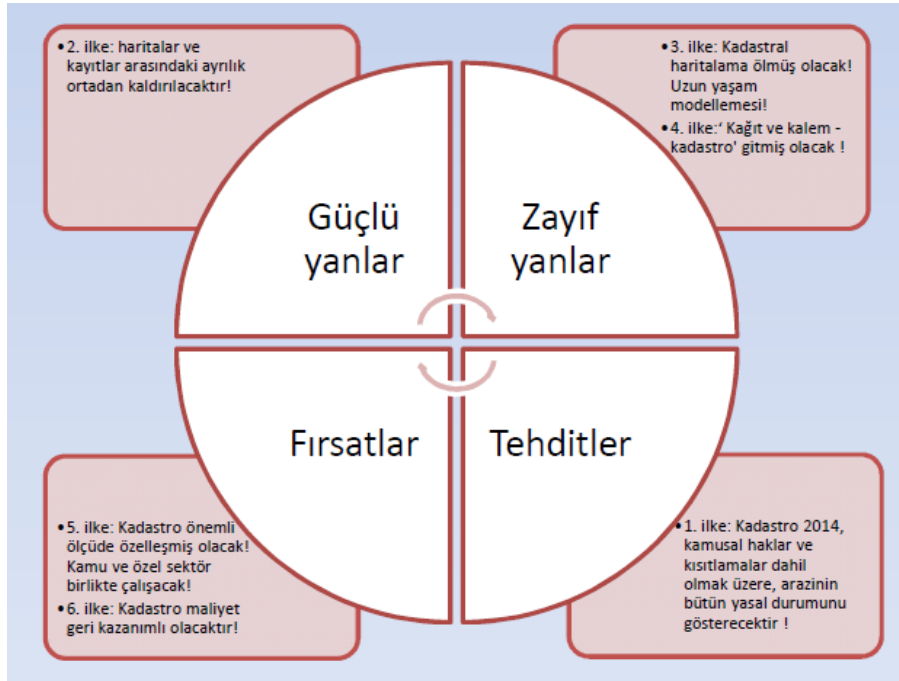 •2. ilke: haritalar ve
kayıtlar arasındaki ayrılık
ortadan kaldırılacaktır!
•3. ilke: Kadastral
haritalama ölmüş olacak!
Uzun yaşam
modellemesi!
•4. ilke:‘ Kağıt ve kalem -
kadastro' gitmiş olacak !
Güçlü
yanlar
Zayıf
yanlar
Fırsatlar
Tehditler
•5. ilke: Kadastro önemli
ölçüde özelleşmiş olacak!
Kamu ve özel sektör
birlikte çalışacak!
•6. ilke: Kadastro maliyet
geri kazanımlı olacaktır!
•1. ilke: Kadastro 2014,
kamusal haklar ve
kısıtlamalar dahil
olmak üzere, arazinin
bütün yasal durumunu
gösterecektir !